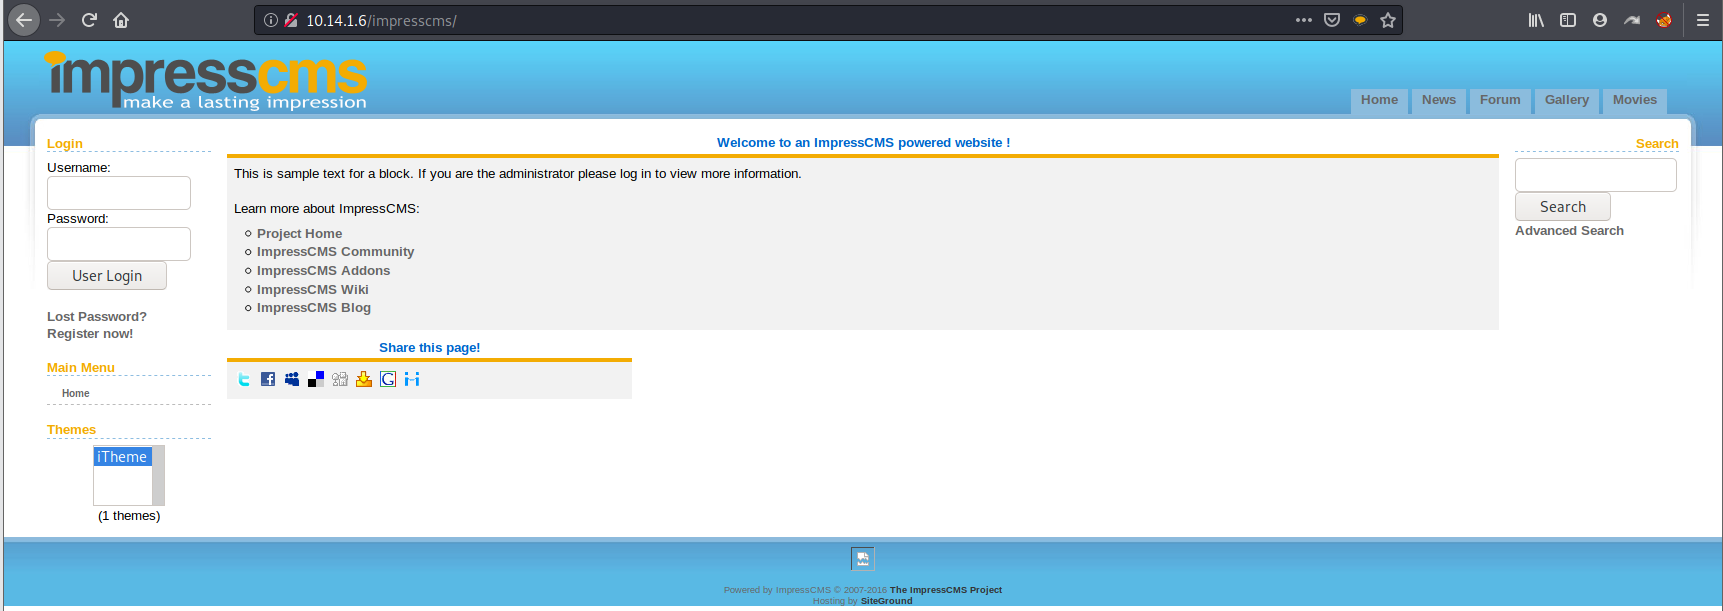 10.14.1.6/impresscms/
impresscms
make a lasting impression
Home News Forum Gallery Movies
Login
Username:
Password:
User Login
Lost Password?
Register now!
Main Menu
Home
Themes
iTheme
(1 themes)
Welcome to an ImpressCMS powered website !
This is sample text for a block. If you are the administrator please log in to view more information.
Learn more about ImpressCMS:
Project Home
ImpressCMS Community
ImpressCMS Addons
ImpressCMS Wiki
ImpressCMS Blog
Share this page!
Search
Search
Advanced Search
Powered by ImpressCMS © 2007-2016 The ImpressCMS Project
Hosting by SiteGround